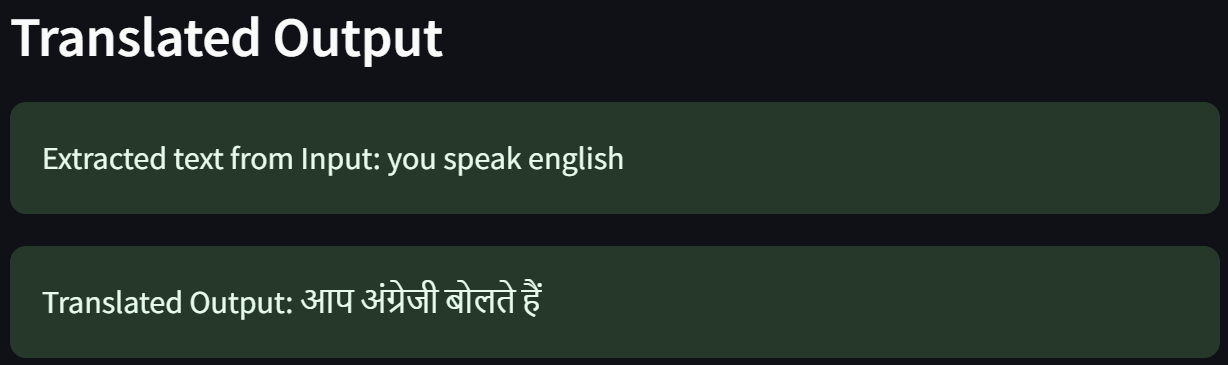 Translated Output
Extracted text from Input: you speak english
Translated Output: आप अंग्रेजी बोलते हैं